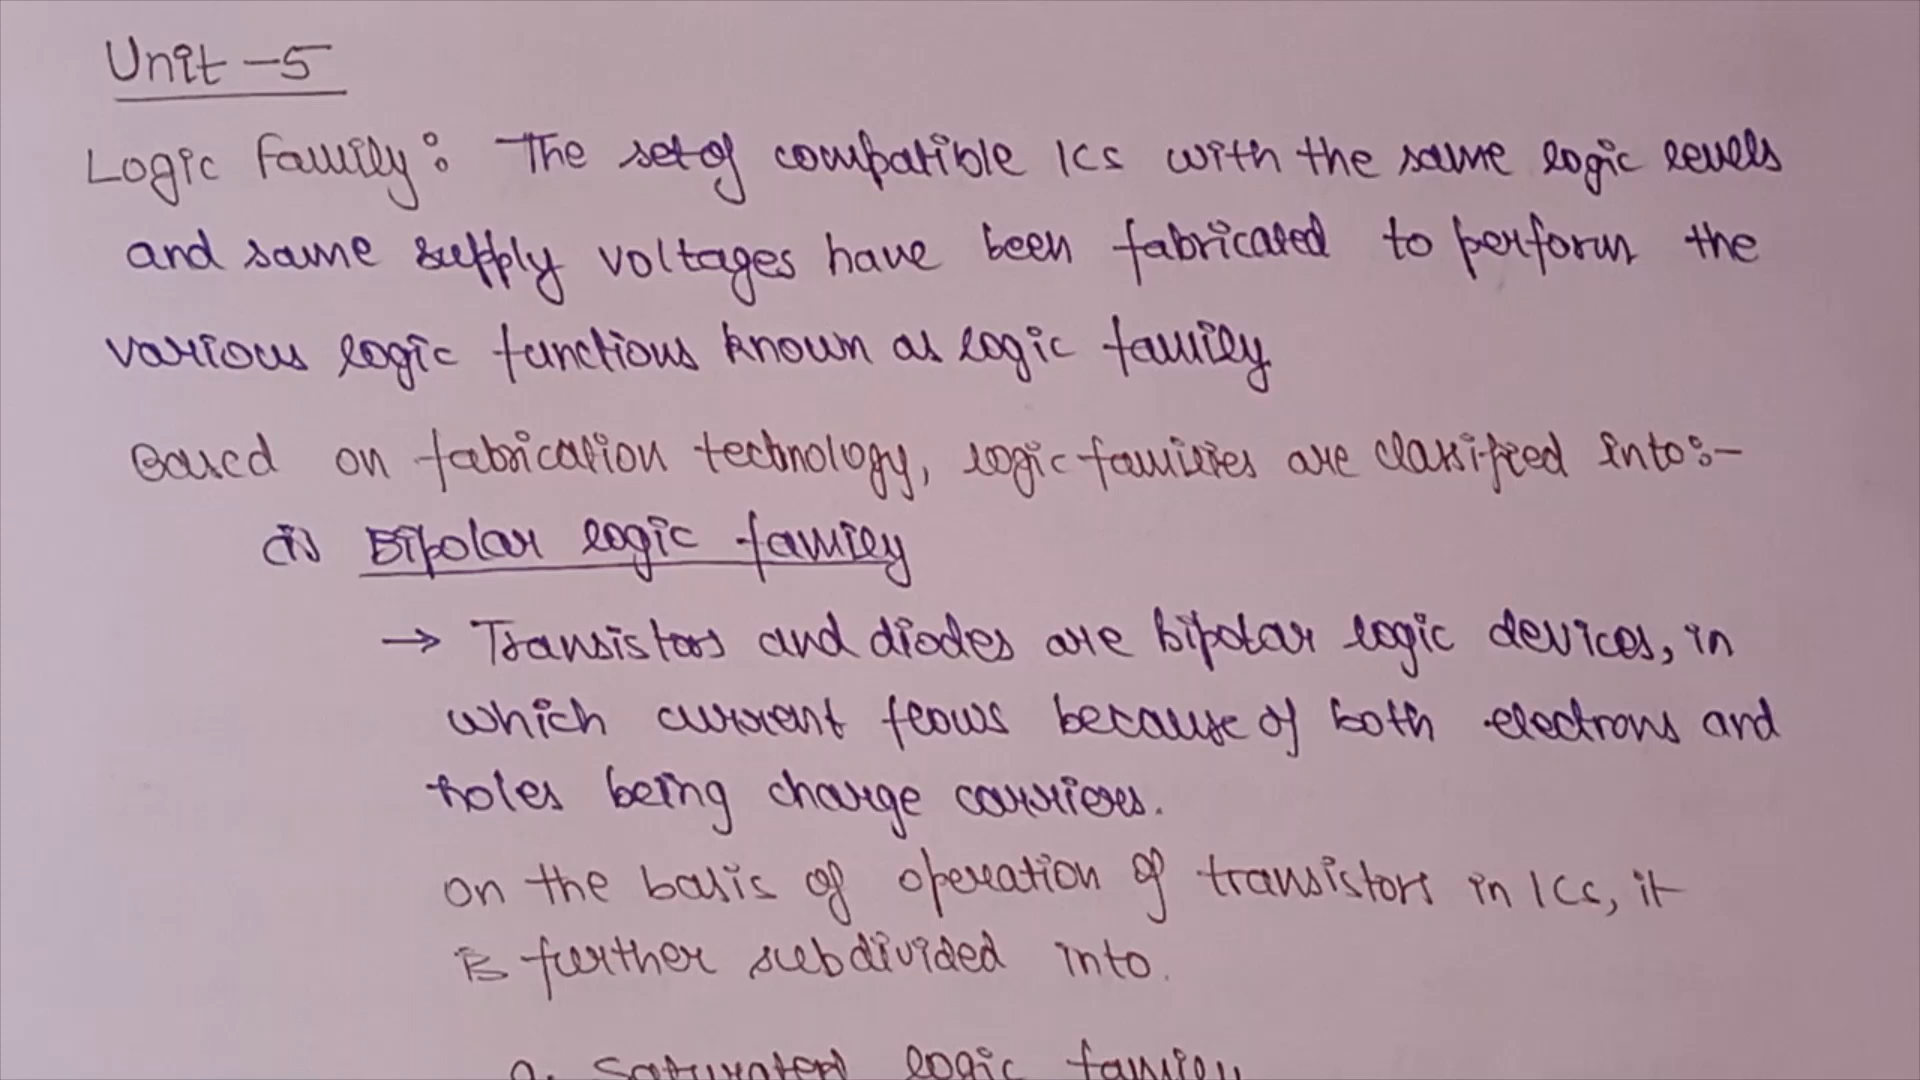 Unit -5
Logic family: The set of compatible ICs with the same logic levels
and same supply voltages have been fabricated to perform the
various logic functions known as logic family
Based on fabrication technology, logic families are classified into:-
(i) Bipolar logic family
→ Transistors and diodes are bipolar logic devices, in
which current flows because of both electrons and
holes being charge carriers.
on the basis of operation of transistors in ICs, it
is further subdivided into.
a. Saturated logic family